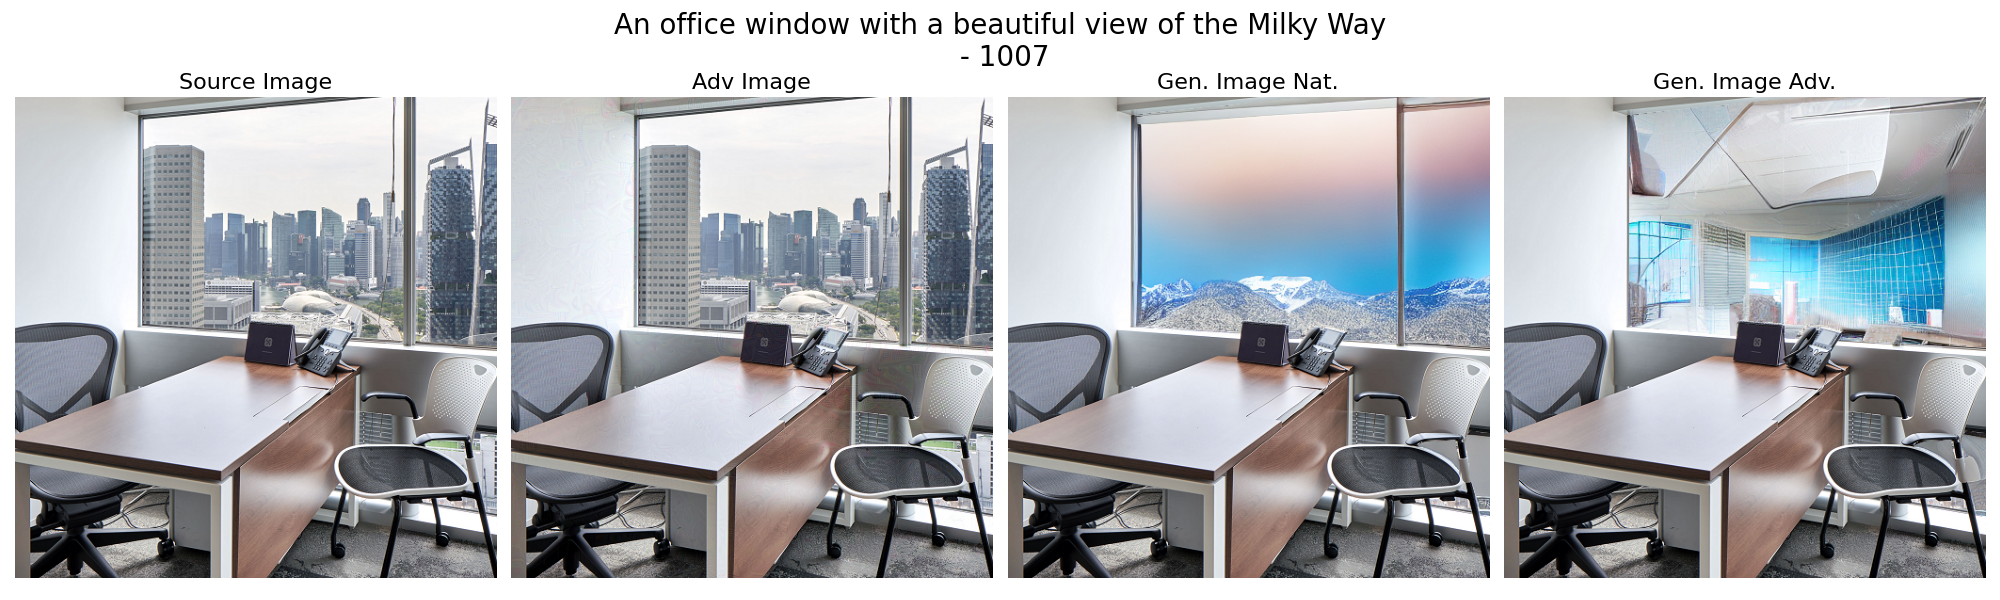 An office window with a beautiful view of the Milky Way
- 1007
Source Image
Adv Image
Gen. Image Nat.
Gen. Image Adv.